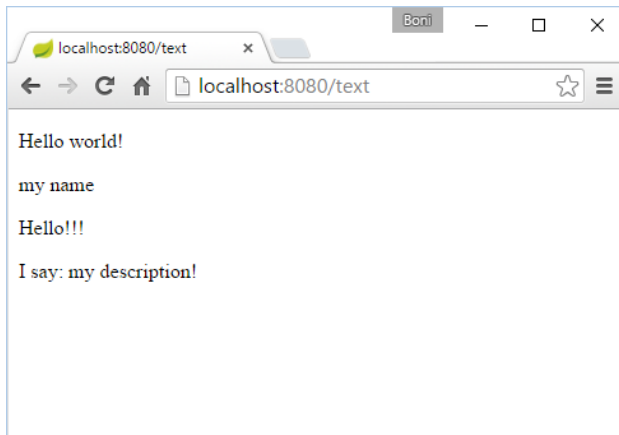 Boni
localhost:8080/text
localhost:8080/text
Hello world!
my name
Hello!!!
I say: my description!